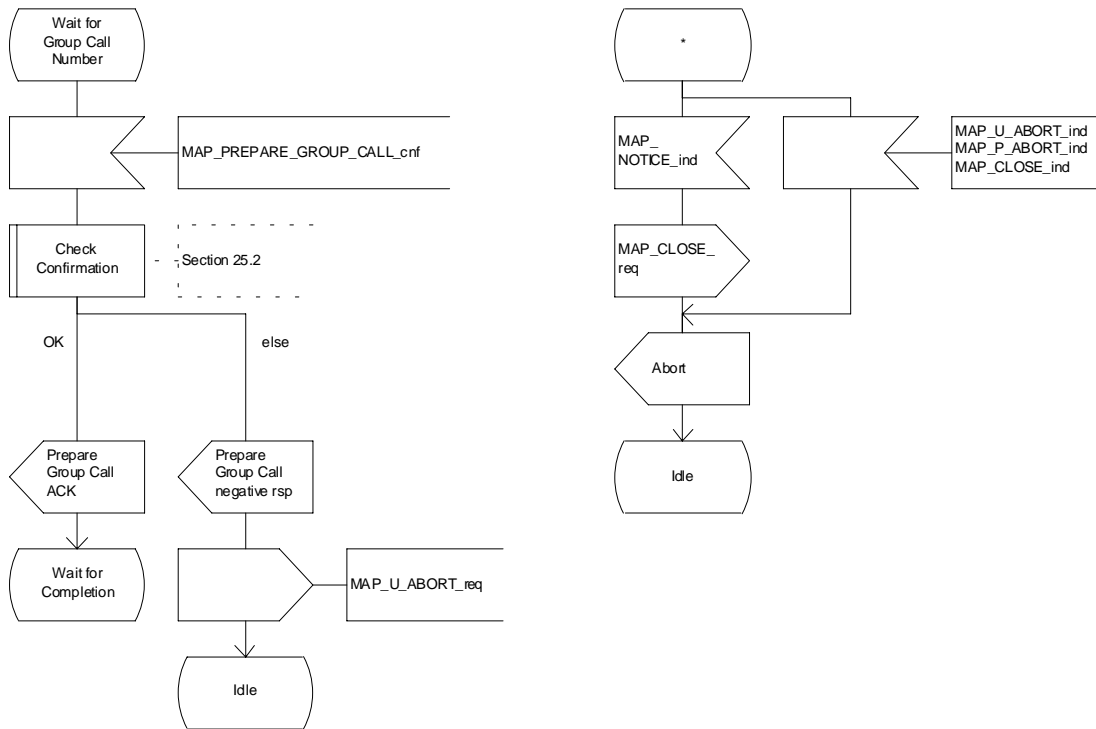 Wait for
Group Call
Number
MAP_PREPARE_GROUP_CALL_cnf
Check
Confirmation
Section 25.2
OK
else
Prepare
Group Call
ACK
Prepare
Group Call
negative rsp
Wait for
Completion
MAP_U_ABORT_req
Idle
*
MAP_
NOTICE_ind
MAP_U_ABORT_ind
MAP_P_ABORT_ind
MAP_CLOSE_ind
MAP_CLOSE_
req
Abort
Idle